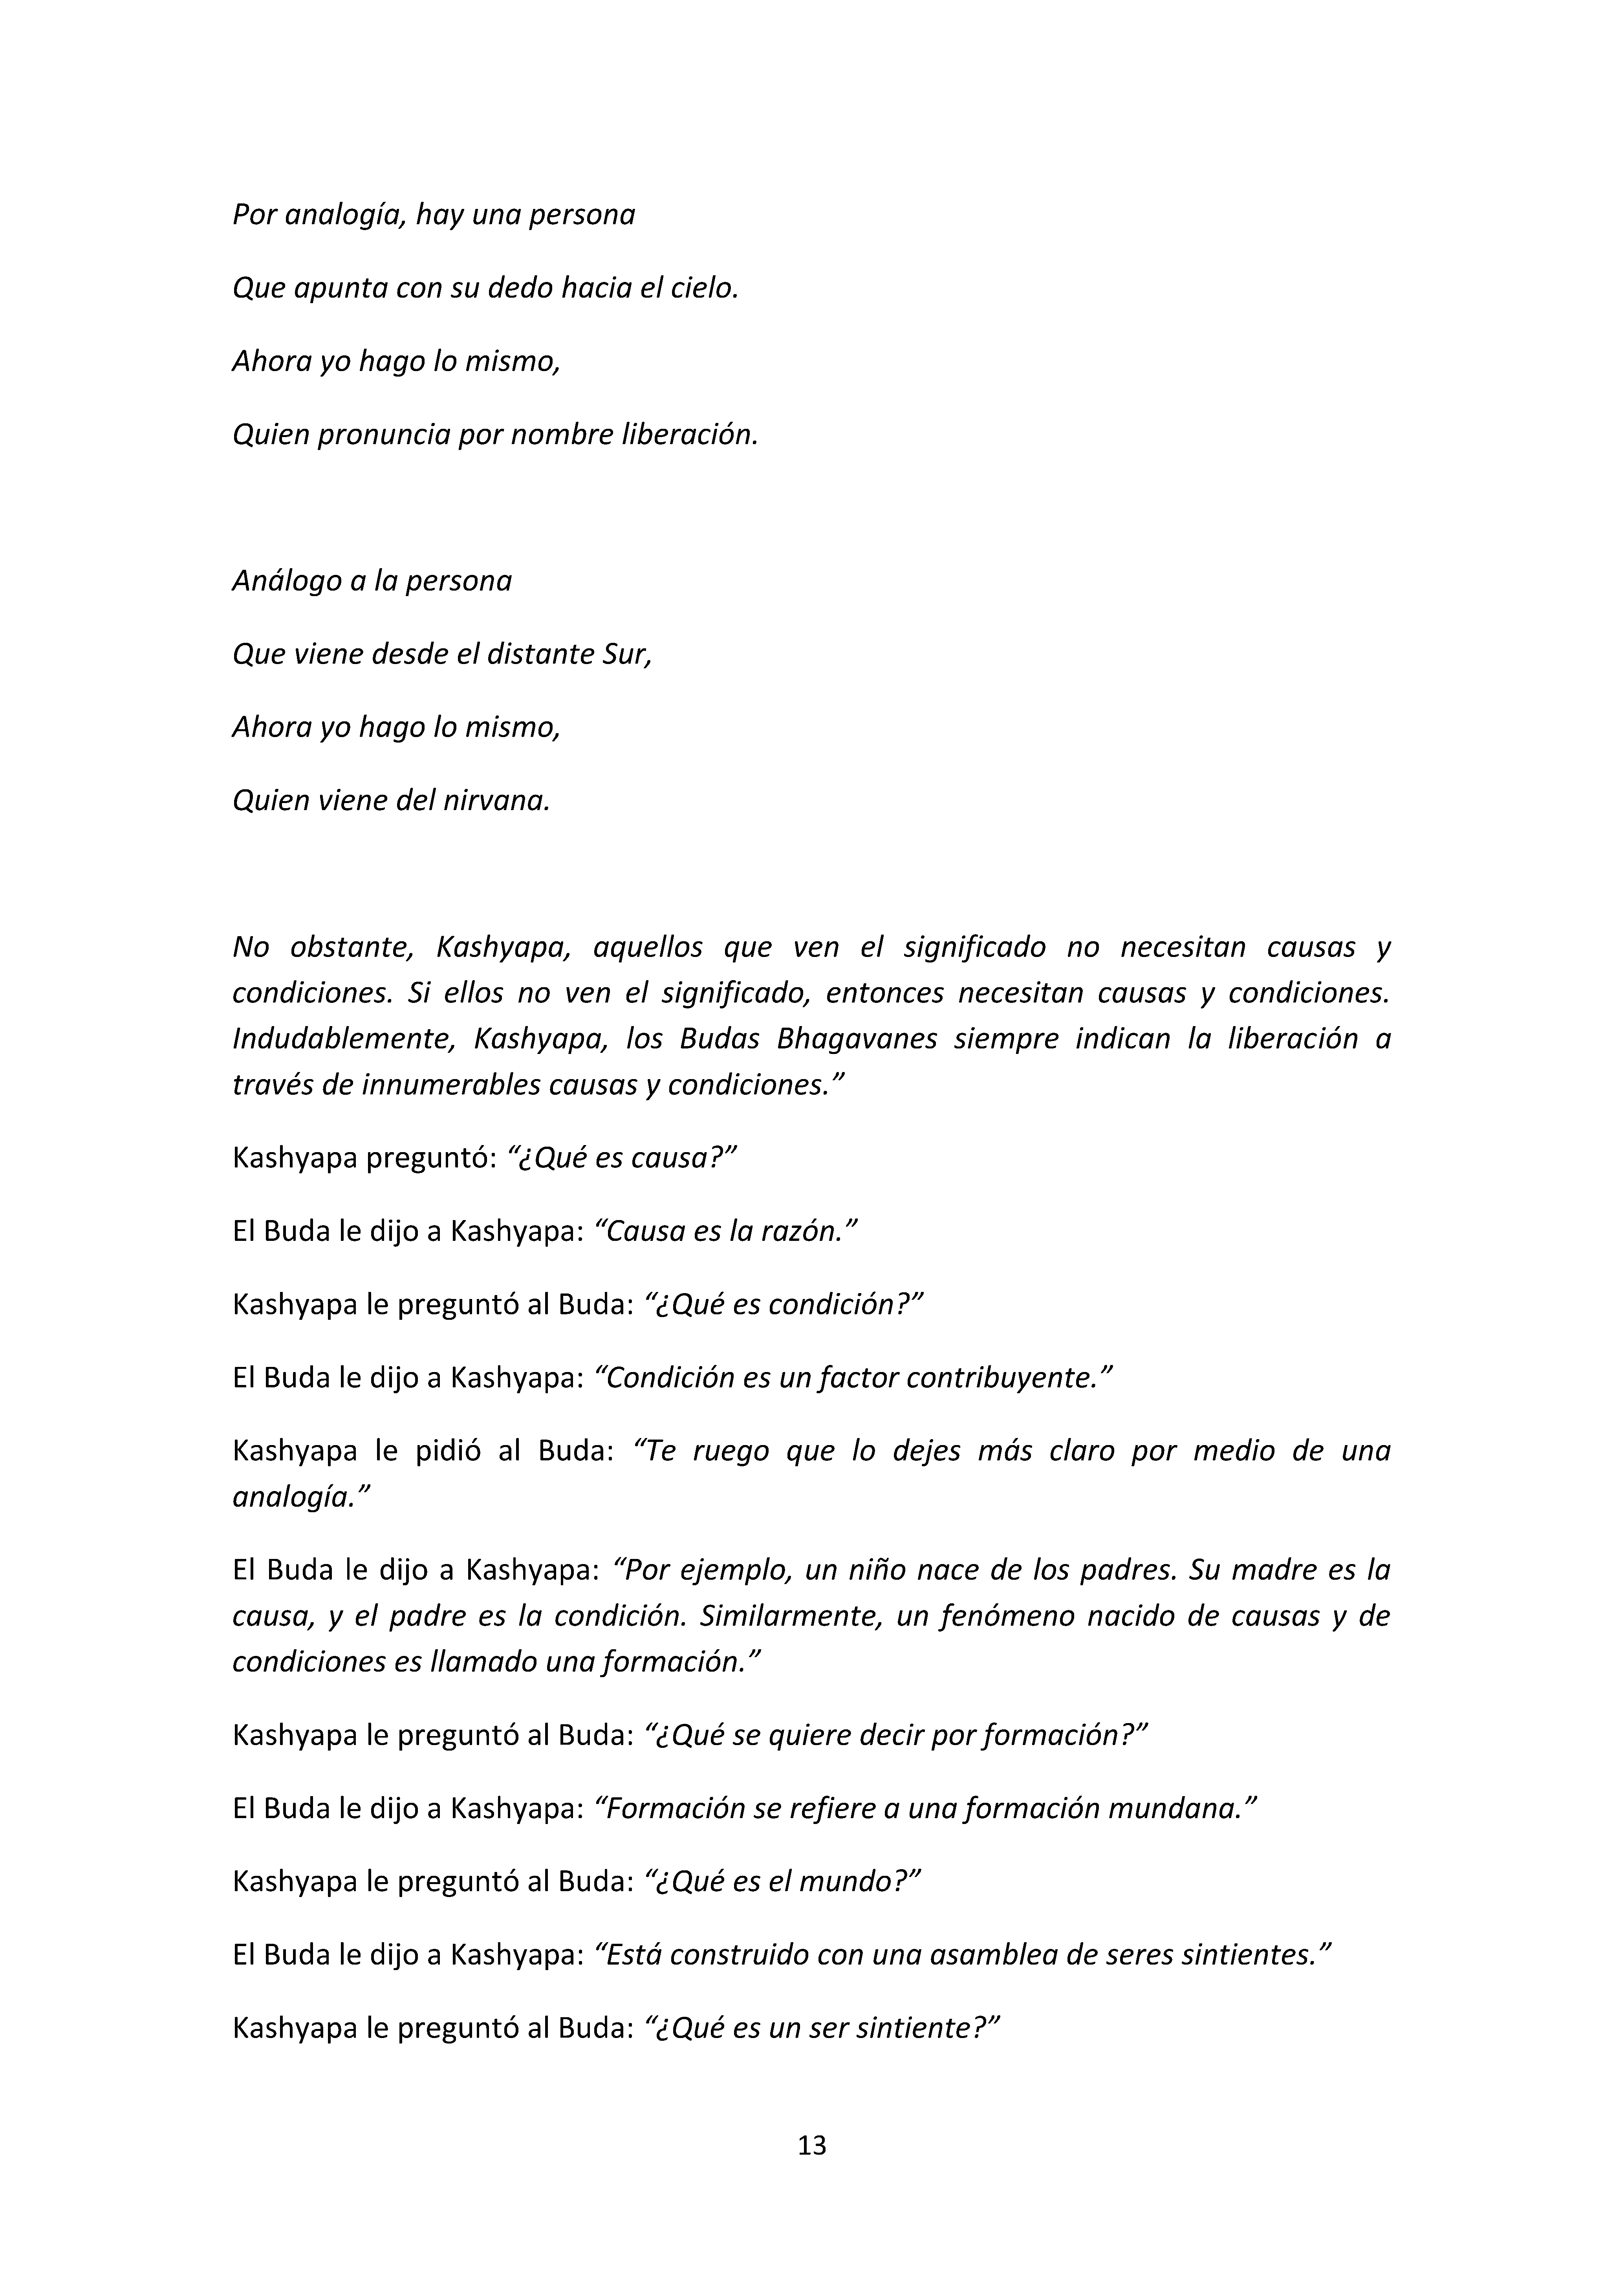 Por analogía, hay una persona
Que apunta con su dedo hacia el cielo.
Ahora yo hago lo mismo,
Quien pronuncia por nombre liberación.
Análogo a la persona
Que viene desde el distante Sur,
Ahora yo hago lo mismo,
Quien viene del nirvana.
No obstante, Kashyapa, aquellos que ven el significado no necesitan causas y
condiciones. Si ellos no ven el significado, entonces necesitan causas y condiciones.
Indudablemente, Kashyapa, los Budas Bhagavanes siempre indican la liberación a
través de innumerables causas y condiciones.”
Kashyapa preguntó: “¿Qué es causa?”
El Buda le dijo a Kashyapa: “Causa es la razón.”
Kashyapa le preguntó al Buda: “¿Qué es condición?”
El Buda le dijo a Kashyapa: “Condición es un factor contribuyente.”
Kashyapa le pidió al Buda: “Te ruego que lo dejes más claro por medio de una
analogía.”
El Buda le dijo a Kashyapa: “Por ejemplo, un niño nace de los padres. Su madre es la
causa, y el padre es la condición. Similarmente, un fenómeno nacido de causas y de
condiciones es llamado una formación.”
Kashyapa le preguntó al Buda: “¿Qué se quiere decir por formación?”
El Buda le dijo a Kashyapa: “Formación se refiere a una formación mundana.”
Kashyapa le preguntó al Buda: “¿Qué es el mundo?”
El Buda le dijo a Kashyapa: “Está construido con una asamblea de seres sintientes.”
Kashyapa le preguntó al Buda: “¿Qué es un ser sintiente?”
13